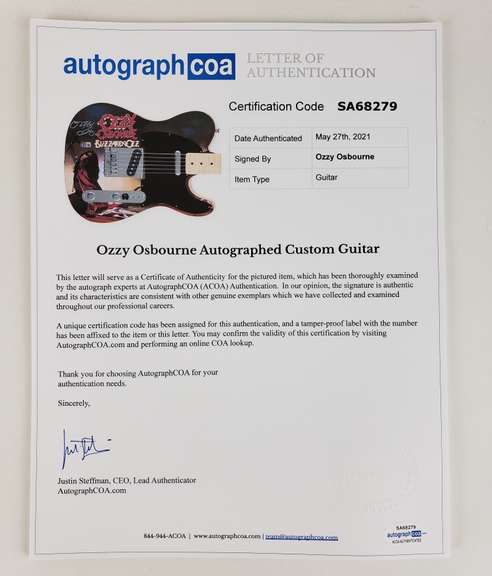 autographcoa
LETTER OF
AUTHENTICATION
Certification Code SA68279
Date Authenticated May 27th, 2021
Signed By Ozzy Osbourne
Item Type Guitar
Ozzy
Osbourne
BLIZZARD OF OZZ
Ozzy Osbourne Autographed Custom Guitar
This letter will serve as a Certificate of Authenticity for the pictured item, which has been thoroughly examined
by the autograph experts at AutographCOA (ACOA) Authentication. In our opinion, the signature is authentic
and its characteristics are consistent with other genuine exemplars which we have collected and examined
throughout our professional careers.
A unique certification code has been assigned for this authentication, and a tamper-proof label with the number
has been affixed to the item or this letter. You may confirm the validity of this certification by visiting
AutographCOA.com and performing an online COA lookup.
Thank you for choosing AutographCOA for your
authentication needs.
Sincerely,
Justin Steffman, CEO, Lead Authenticator
AutographCOA.com
844-944-ACOA | www.autographcoa.com | team@autographcoa.com
SA68279
autographcoa
ACOA AUTHENTICATED